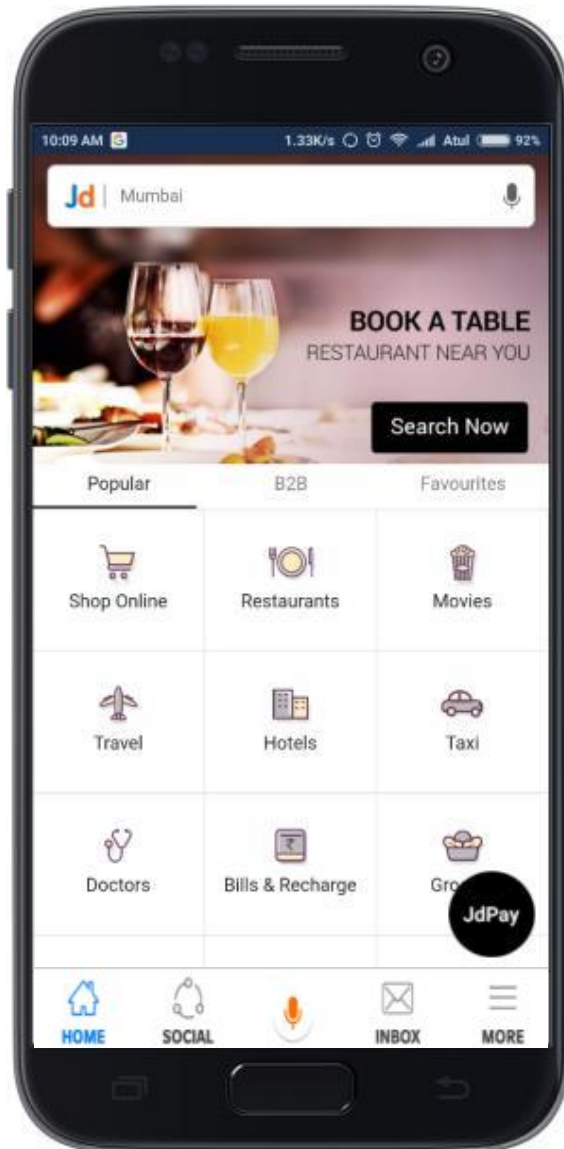 10:09 AM 1.33K/s Atul 92%
Jd | Mumbai
BOOK A TABLE
RESTAURANT NEAR YOU
Search Now
Popular B2B Favourites
Shop Online Restaurants Movies
Travel Hotels Taxi
Doctors Bills & Recharge
JdPay
HOME SOCIAL INBOX MORE